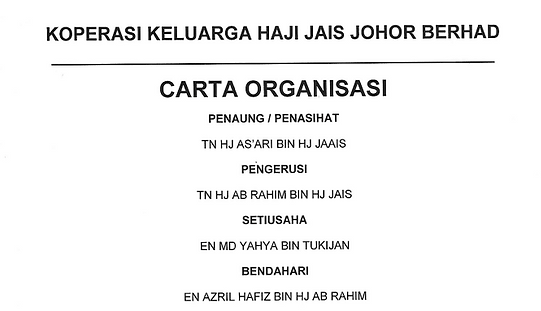 KOPERASI KELUARGA HAJI JAIS JOHOR BERHAD
CARTA ORGANISASI
PENAUNG / PENASIHAT
TN HJ AS'ARI BIN HJ JAAIS
PENGERUSI
TN HJ AB RAHIM BIN HJ JAIS
SETIUSAHA
EN MD YAHYA BIN TUKIJAN
BENDAHARI
EN AZRIL HAFIZ BIN HJ AB RAHIM